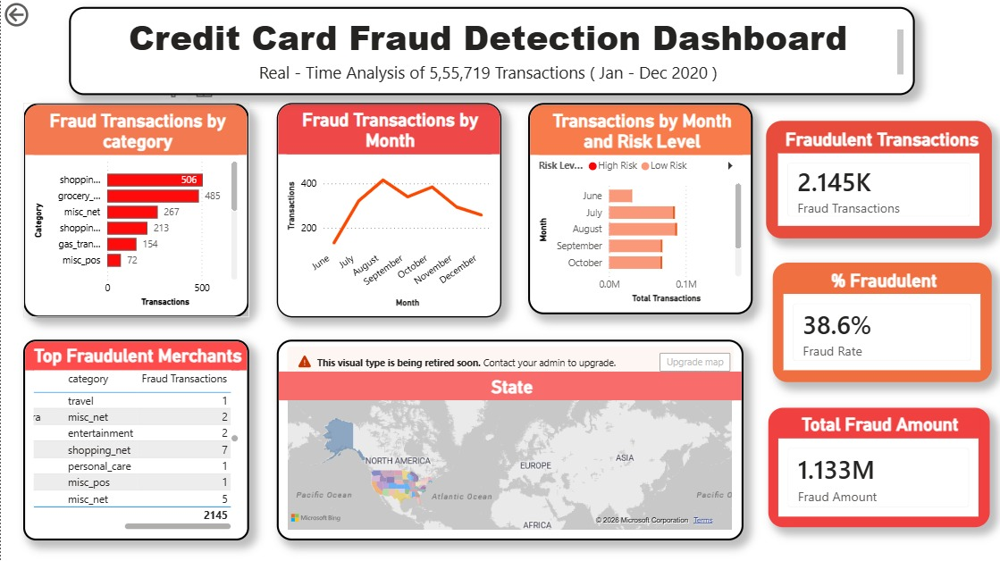 Credit Card Fraud Detection Dashboard
Real - Time Analysis of 5,55,719 Transactions ( Jan - Dec 2020 )
Fraud Transactions by
category
Category
shoppin... 506
grocery_... 485
misc_net 267
shoppin... 213
gas_tran... 154
misc_pos 72
0 500
Transactions
Fraud Transactions by
Month
Transactions
400
200
June July August September October November December
Month
Transactions by Month
and Risk Level
Risk Lev... High Risk Low Risk
Month
June
July
August
September
October
0.0M 0.1M
Total Transactions
Fraudulent Transactions
2.145K
Fraud Transactions
% Fraudulent
38.6%
Fraud Rate
Total Fraud Amount
1.133M
Fraud Amount
Top Fraudulent Merchants
category Fraud Transactions
travel 1
ra misc_net 2
entertainment 2
shopping_net 7
personal_care 1
misc_pos 1
misc_net 5
2145
This visual type is being retired soon. Contact your admin to upgrade. Upgrade map
State
NORTH AMERICA
EUROPE
ASIA
Pacific Ocean
Atlantic Ocean
Pacific O
AFRICA
Microsoft Bing
© 2026 Microsoft Corporation Terms